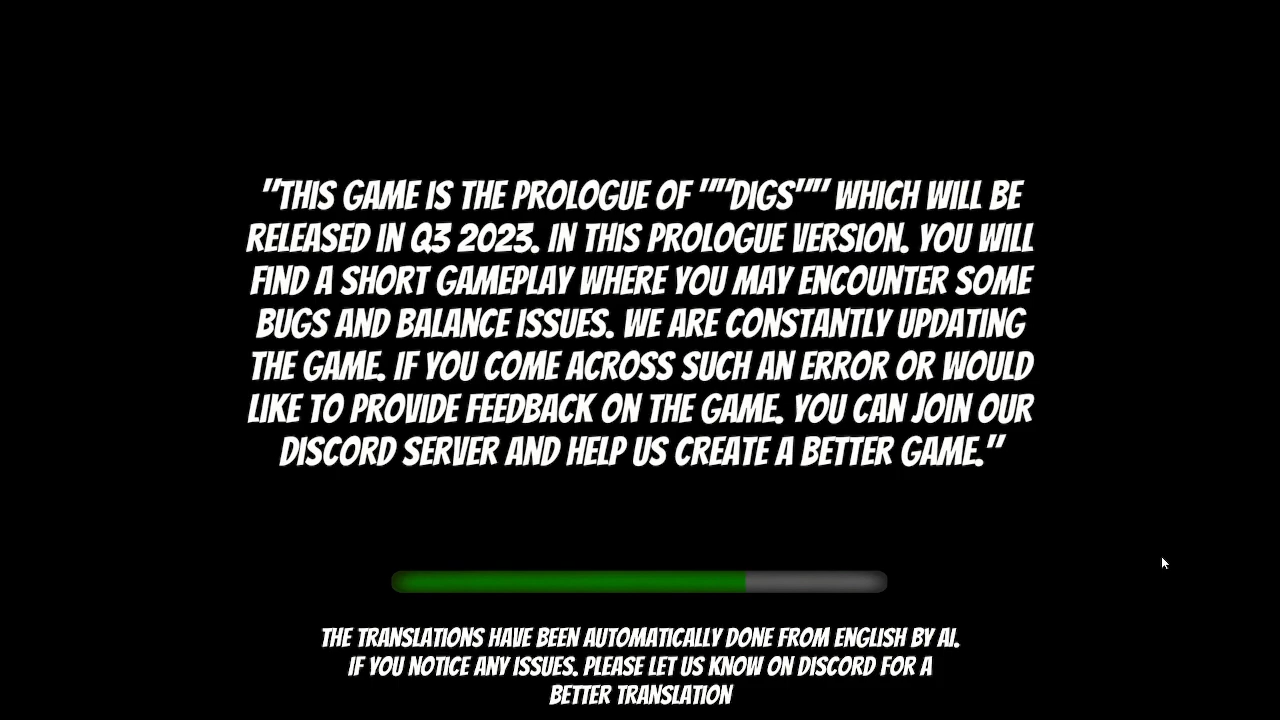 "THIS GAME IS THE PROLOGUE OF ""DIGS"" WHICH WILL BE
RELEASED IN Q3 2023. IN THIS PROLOGUE VERSION. YOU WILL
FIND A SHORT GAMEPLAY WHERE YOU MAY ENCOUNTER SOME
BUGS AND BALANCE ISSUES. WE ARE CONSTANTLY UPDATING
THE GAME. IF YOU COME ACROSS SUCH AN ERROR OR WOULD
LIKE TO PROVIDE FEEDBACK ON THE GAME. YOU CAN JOIN OUR
DISCORD SERVER AND HELP US CREATE A BETTER GAME."
THE TRANSLATIONS HAVE BEEN AUTOMATICALLY DONE FROM ENGLISH BY AI.
IF YOU NOTICE ANY ISSUES. PLEASE LET US KNOW ON DISCORD FOR A
BETTER TRANSLATION